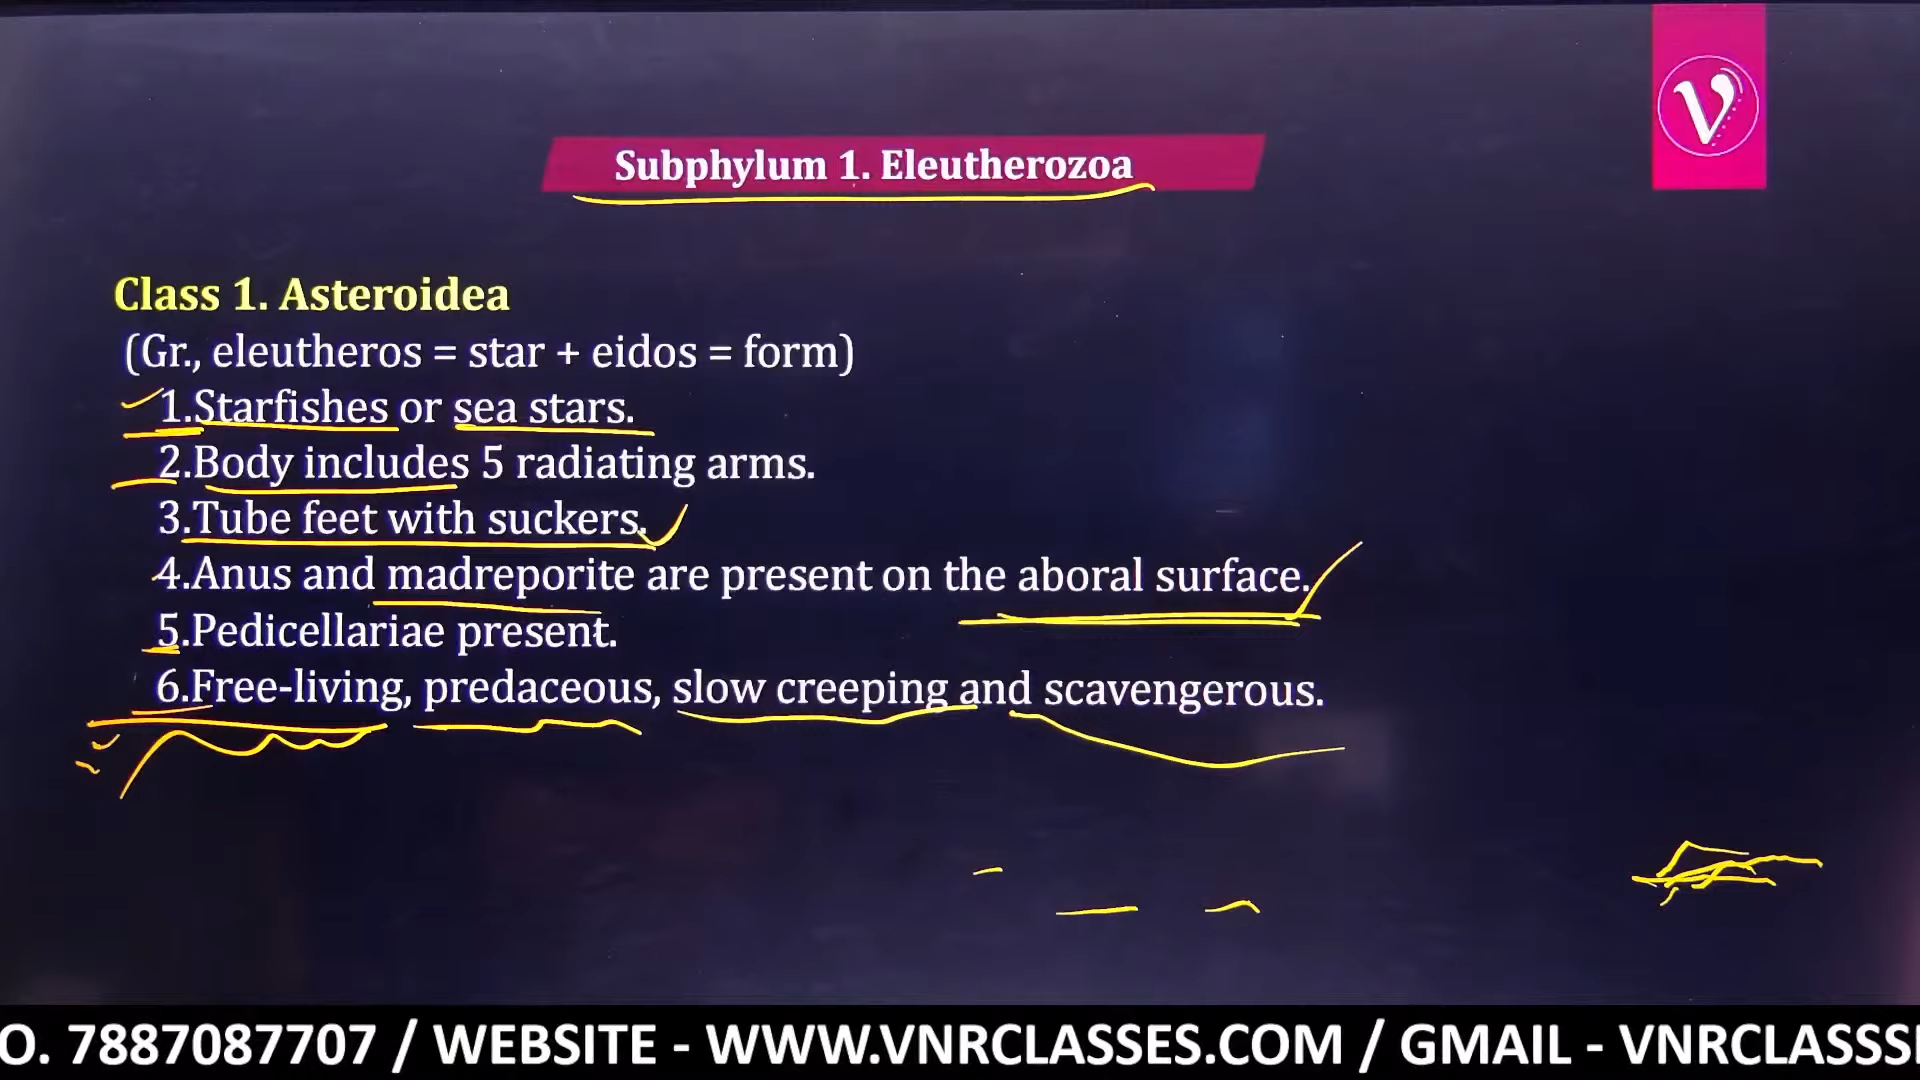 V
Subphylum 1. Eleutherozoa
Class 1. Asteroidea
(Gr., eleutheros = star + eidos = form)
1.Starfishes or sea stars.
2.Body includes 5 radiating arms.
3.Tube feet with suckers.
4.Anus and madreporite are present on the aboral surface.
5.Pedicellariae present.
6.Free-living, predaceous, slow creeping and scavengerous.
O. 7887087707 / WEBSITE - WWW.VNRCLASSES.COM / GMAIL - VNRCLASSS